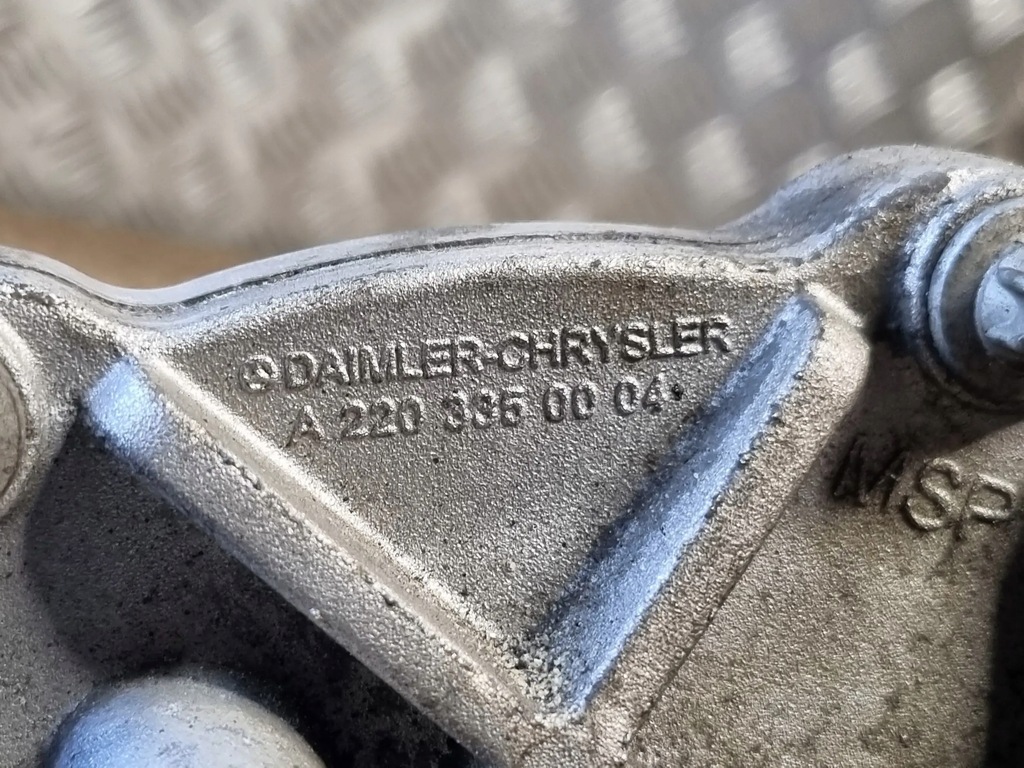 © DAIMLER-CHRYSLER
A 220 335 00 04
MSP